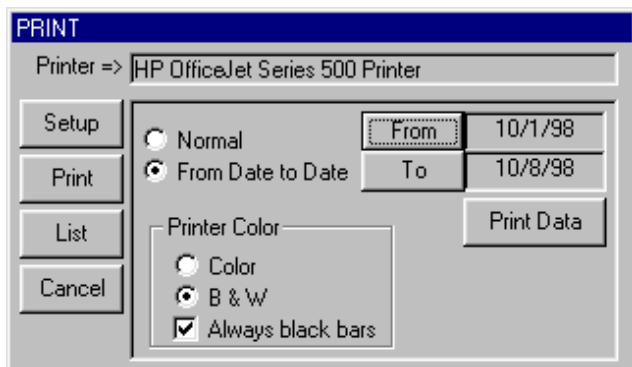 PRINT
Printer => HP OfficeJet Series 500 Printer
Setup
Print
List
Cancel
Normal
From Date to Date
From 10/1/98
To 10/8/98
Print Data
Printer Color
Color
B & W
Always black bars